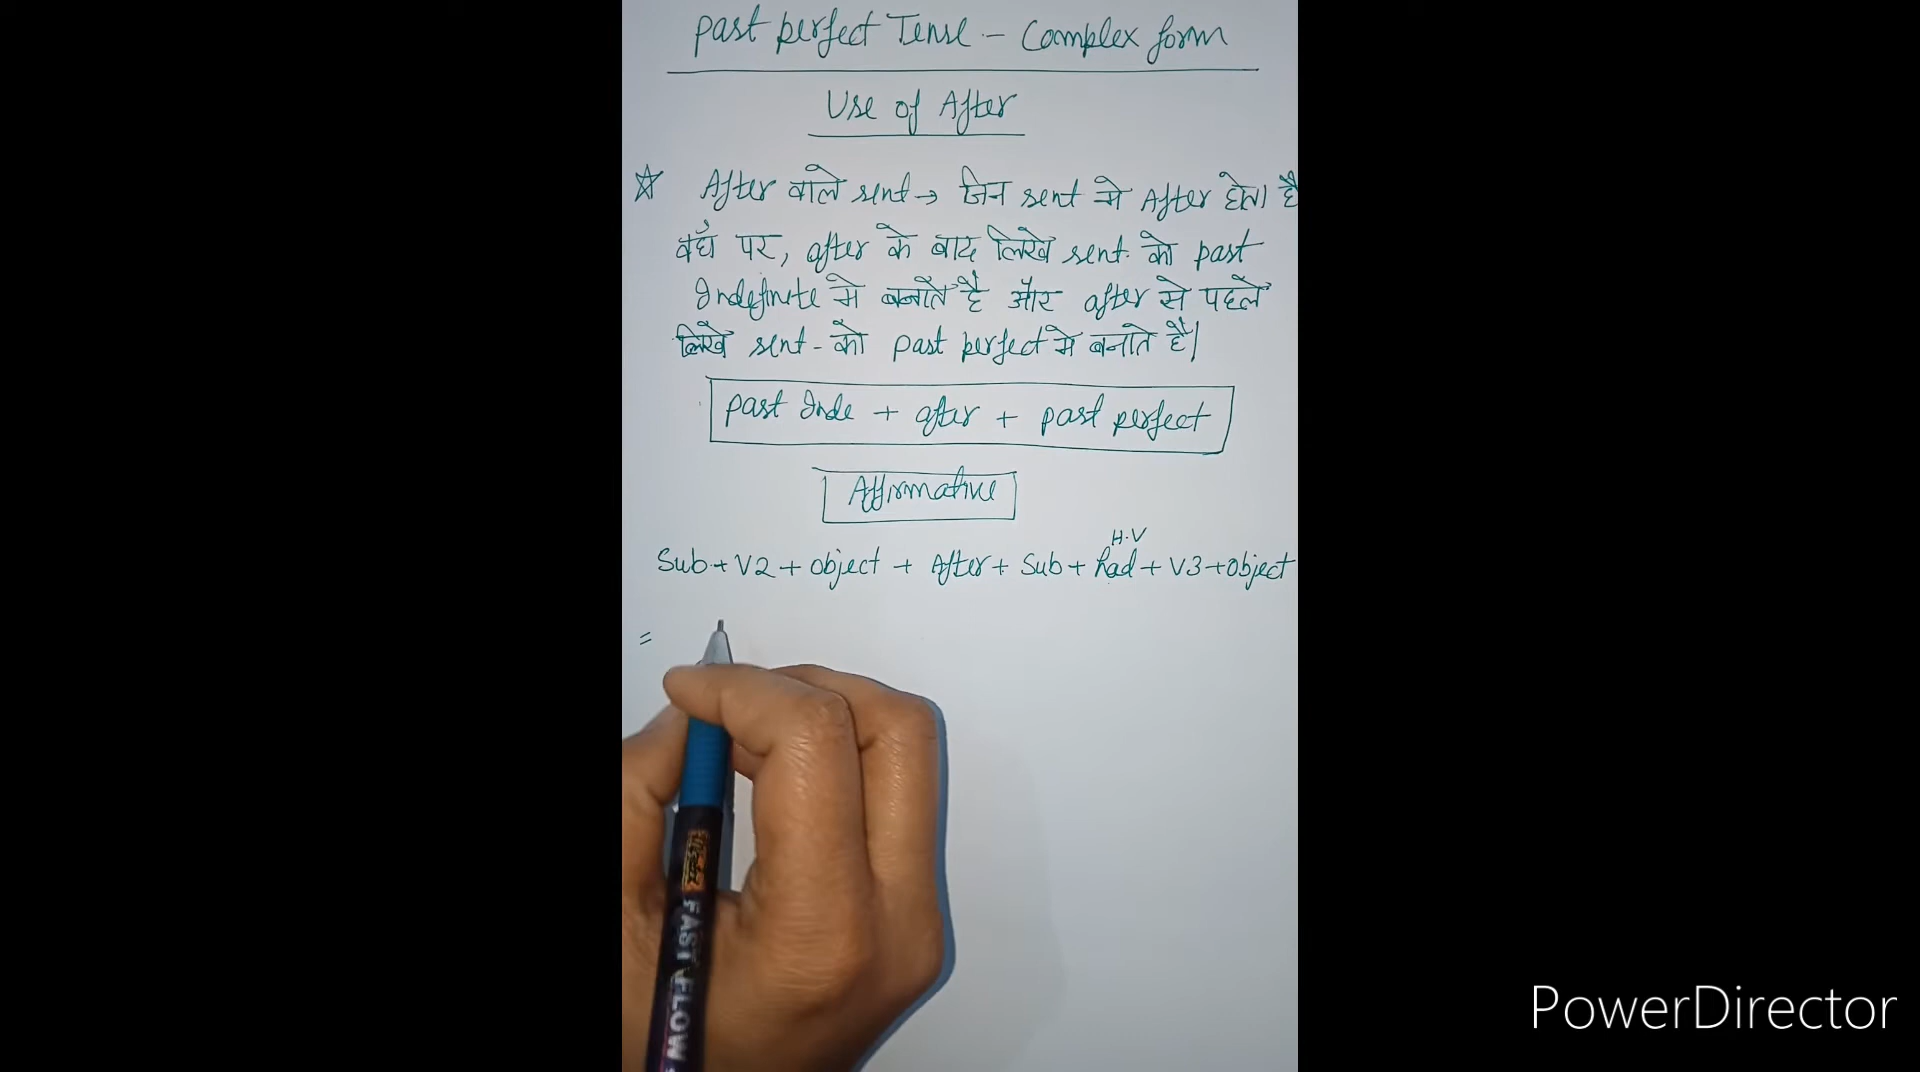 Past perfect Tense - Complex form
Use of After
☆ After वाले sent → जिन sent मे After होता है
वहाँ पर, after के बाद लिखे sent. को past
Indefinite मे बनाते है और after से पहले
लिखे sent - को past perfect मे बनाते है।
past Inde + after + past perfect
Affirmative
H.V
Sub + V2 + object + After + Sub + had + V3 + object
=
FAST FLOW
PowerDirector